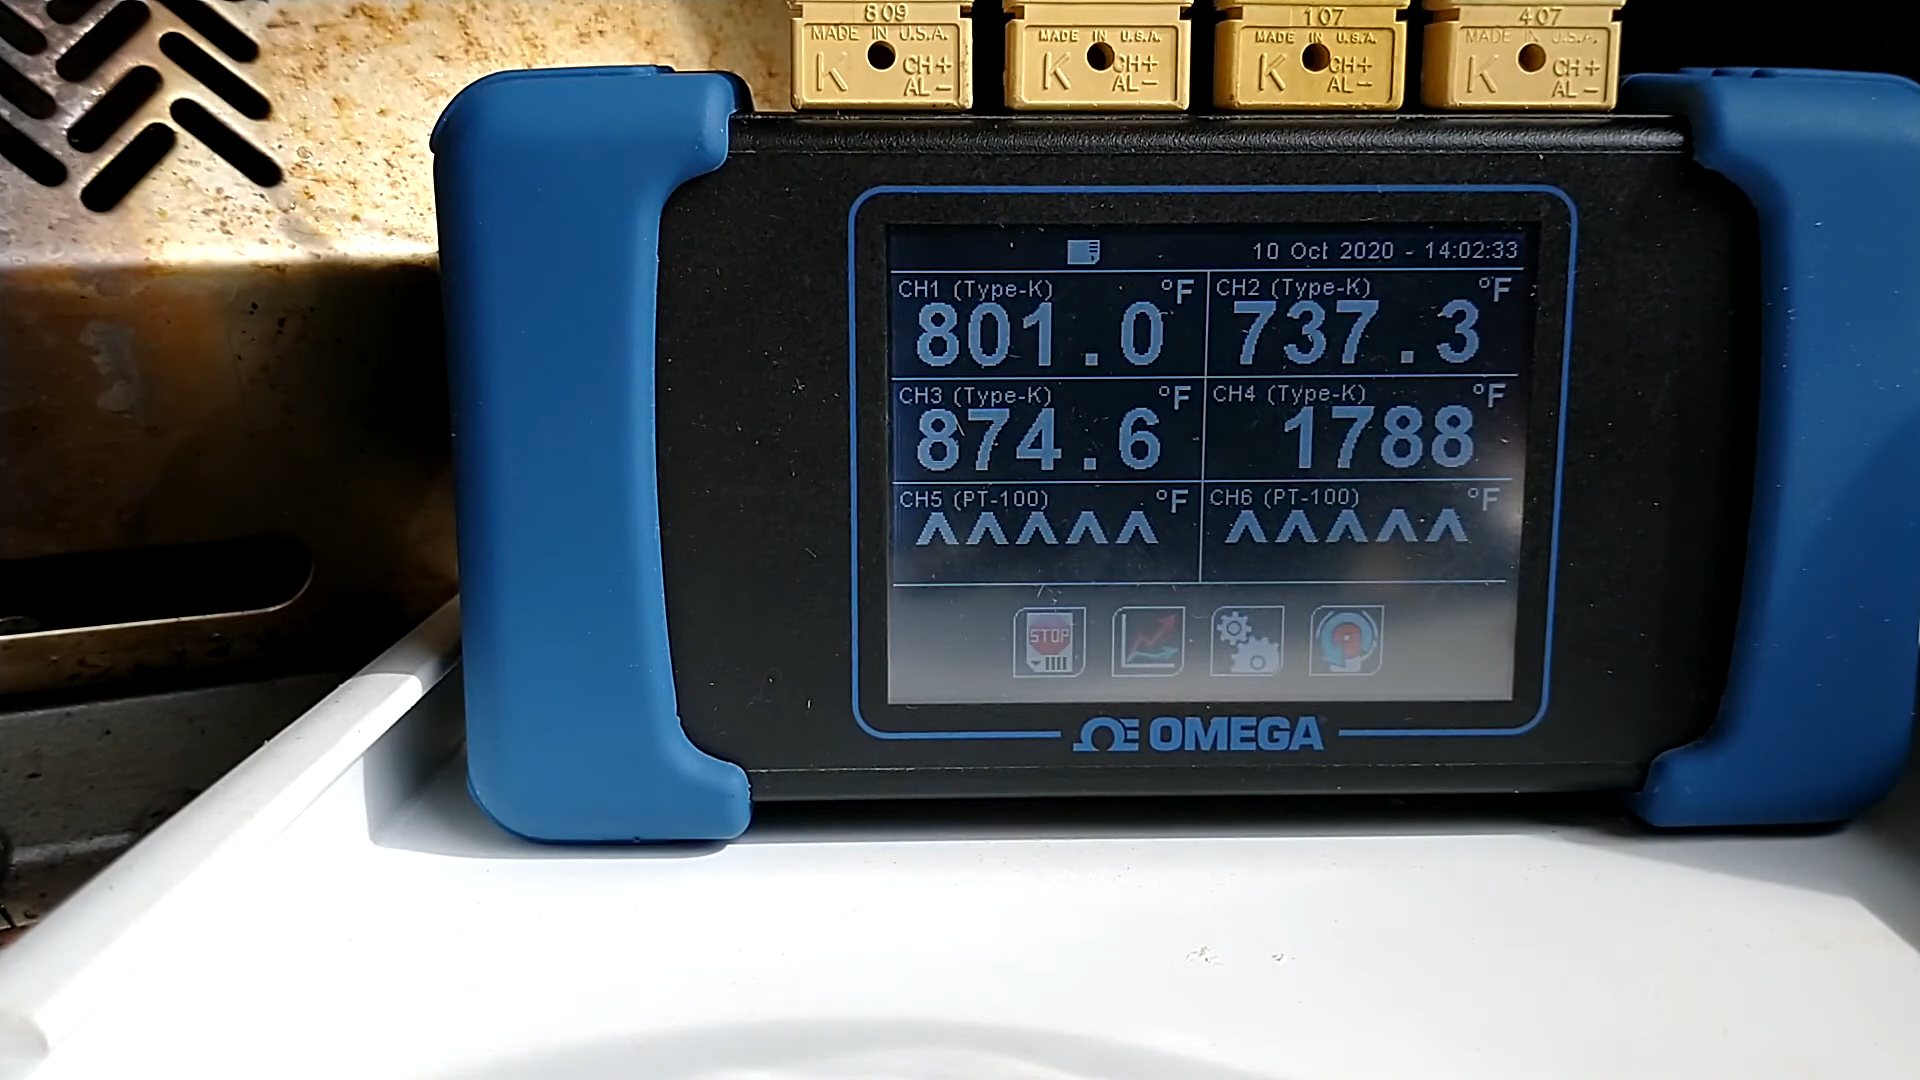 809
MADE IN U.S.A.
K CH+
AL-
MADE IN U.S.A.
K CH+
AL-
107
MADE IN U.S.A.
K CH+
AL-
407
MADE IN U.S.A.
K CH+
AL-
10 Oct 2020 - 14:02:33
CH1 (Type-K) °F
801.0
CH2 (Type-K) °F
737.3
CH3 (Type-K) °F
874.6
CH4 (Type-K) °F
1788
CH5 (PT-100) °F
^^^^^
CH6 (PT-100) °F
^^^^^
STOP
OMEGA